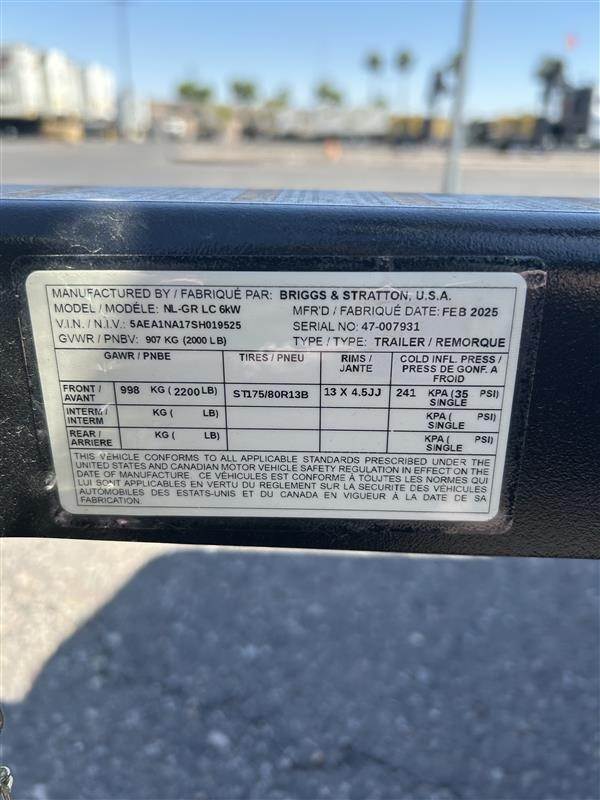 MANUFACTURED BY / FABRIQUÉ PAR: BRIGGS & STRATTON, U.S.A.
MODEL / MODÉLE: NL-GR LC 6kW MFR'D / FABRIQUÉ DATE: FEB 2025
V.I.N. / N.I.V.: 5AEA1NA17SH019525 SERIAL NO: 47-007931
GVWR / PNBV: 907 KG (2000 LB) TYPE / TYPE: TRAILER / REMORQUE
GAWR / PNBE TIRES / PNEU RIMS / JANTE COLD INFL. PRESS / PRESS DE GONF. A FROID
FRONT / AVANT 998 KG ( 2200 LB) ST175/80R13B 13 X 4.5JJ 241 KPA (35 PSI) SINGLE
INTERM / INTERM KG ( LB) KPA ( PSI) SINGLE
REAR / ARRIERE KG ( LB) KPA ( PSI) SINGLE
THIS VEHICLE CONFORMS TO ALL APPLICABLE STANDARDS PRESCRIBED UNDER THE
UNITED STATES AND CANADIAN MOTOR VEHICLE SAFETY REGULATION IN EFFECT ON THE
DATE OF MANUFACTURE. CE VÉHICULES EST CONFORME À TOUTES LES NORMES QUI
LUI SONT APPLICABLES EN VERTU DU REGLEMENT SUR LA SECURITE DES VÉHICULES
AUTOMOBILES DES ESTATS-UNIS ET DU CANADA EN VIGUEUR À LA DATE DE SA
FABRICATION.